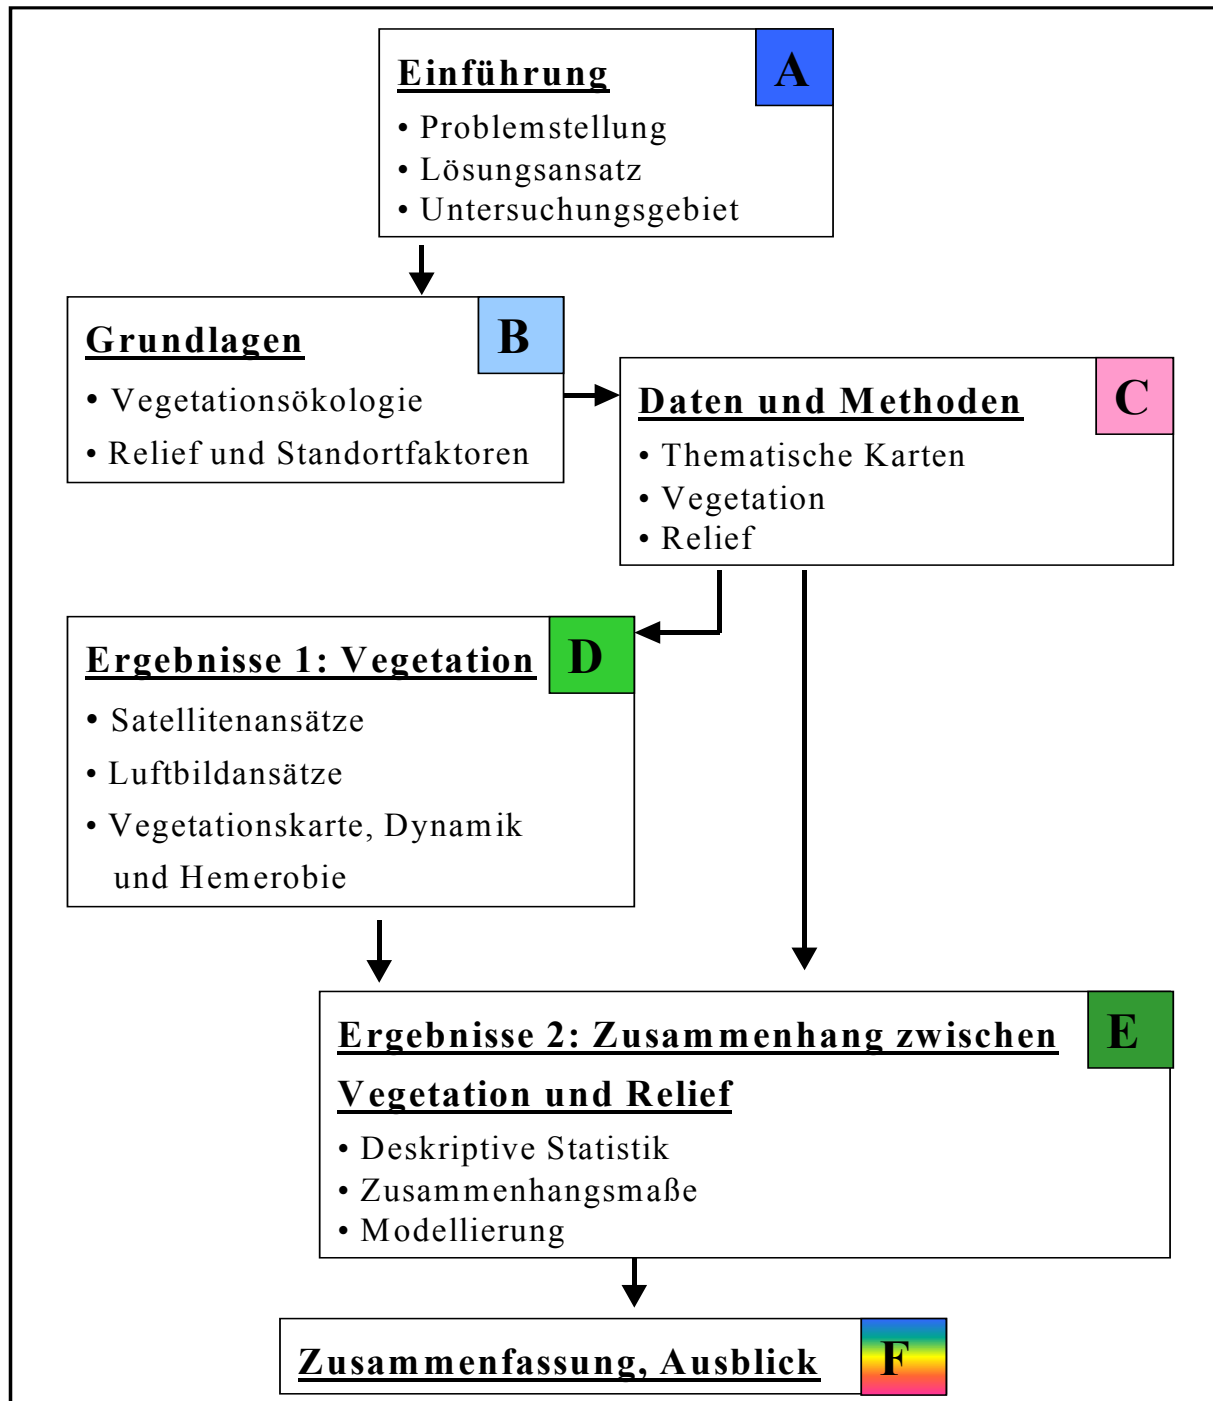 Einführung
A
• Problemstellung
• Lösungsansatz
• Untersuchungsgebiet
Grundlagen
B
• Vegetationsökologie
• Relief und Standortfaktoren
Daten und Methoden
C
• Thematische Karten
• Vegetation
• Relief
Ergebnisse 1: Vegetation
D
• Satellitenansätze
• Luftbildansätze
• Vegetationskarte, Dynamik
und Hemerobie
Ergebnisse 2: Zusammenhang zwischen
E
Vegetation und Relief
• Deskriptive Statistik
• Zusammenhangsmaße
• Modellierung
Zusammenfassung, Ausblick
F